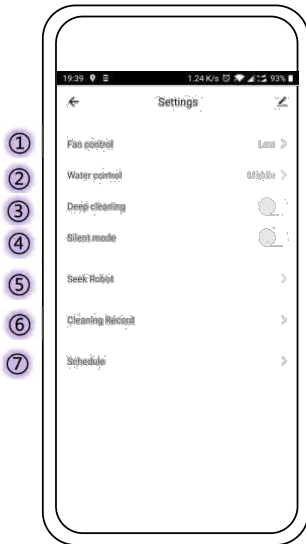 19:39 1.24 K/s 93%
Settings
① Fan control Low
② Water control
③ Deep cleaning
④ Silent mode
⑤ Seek Robot
⑥ Cleaning Record
⑦ Schedule